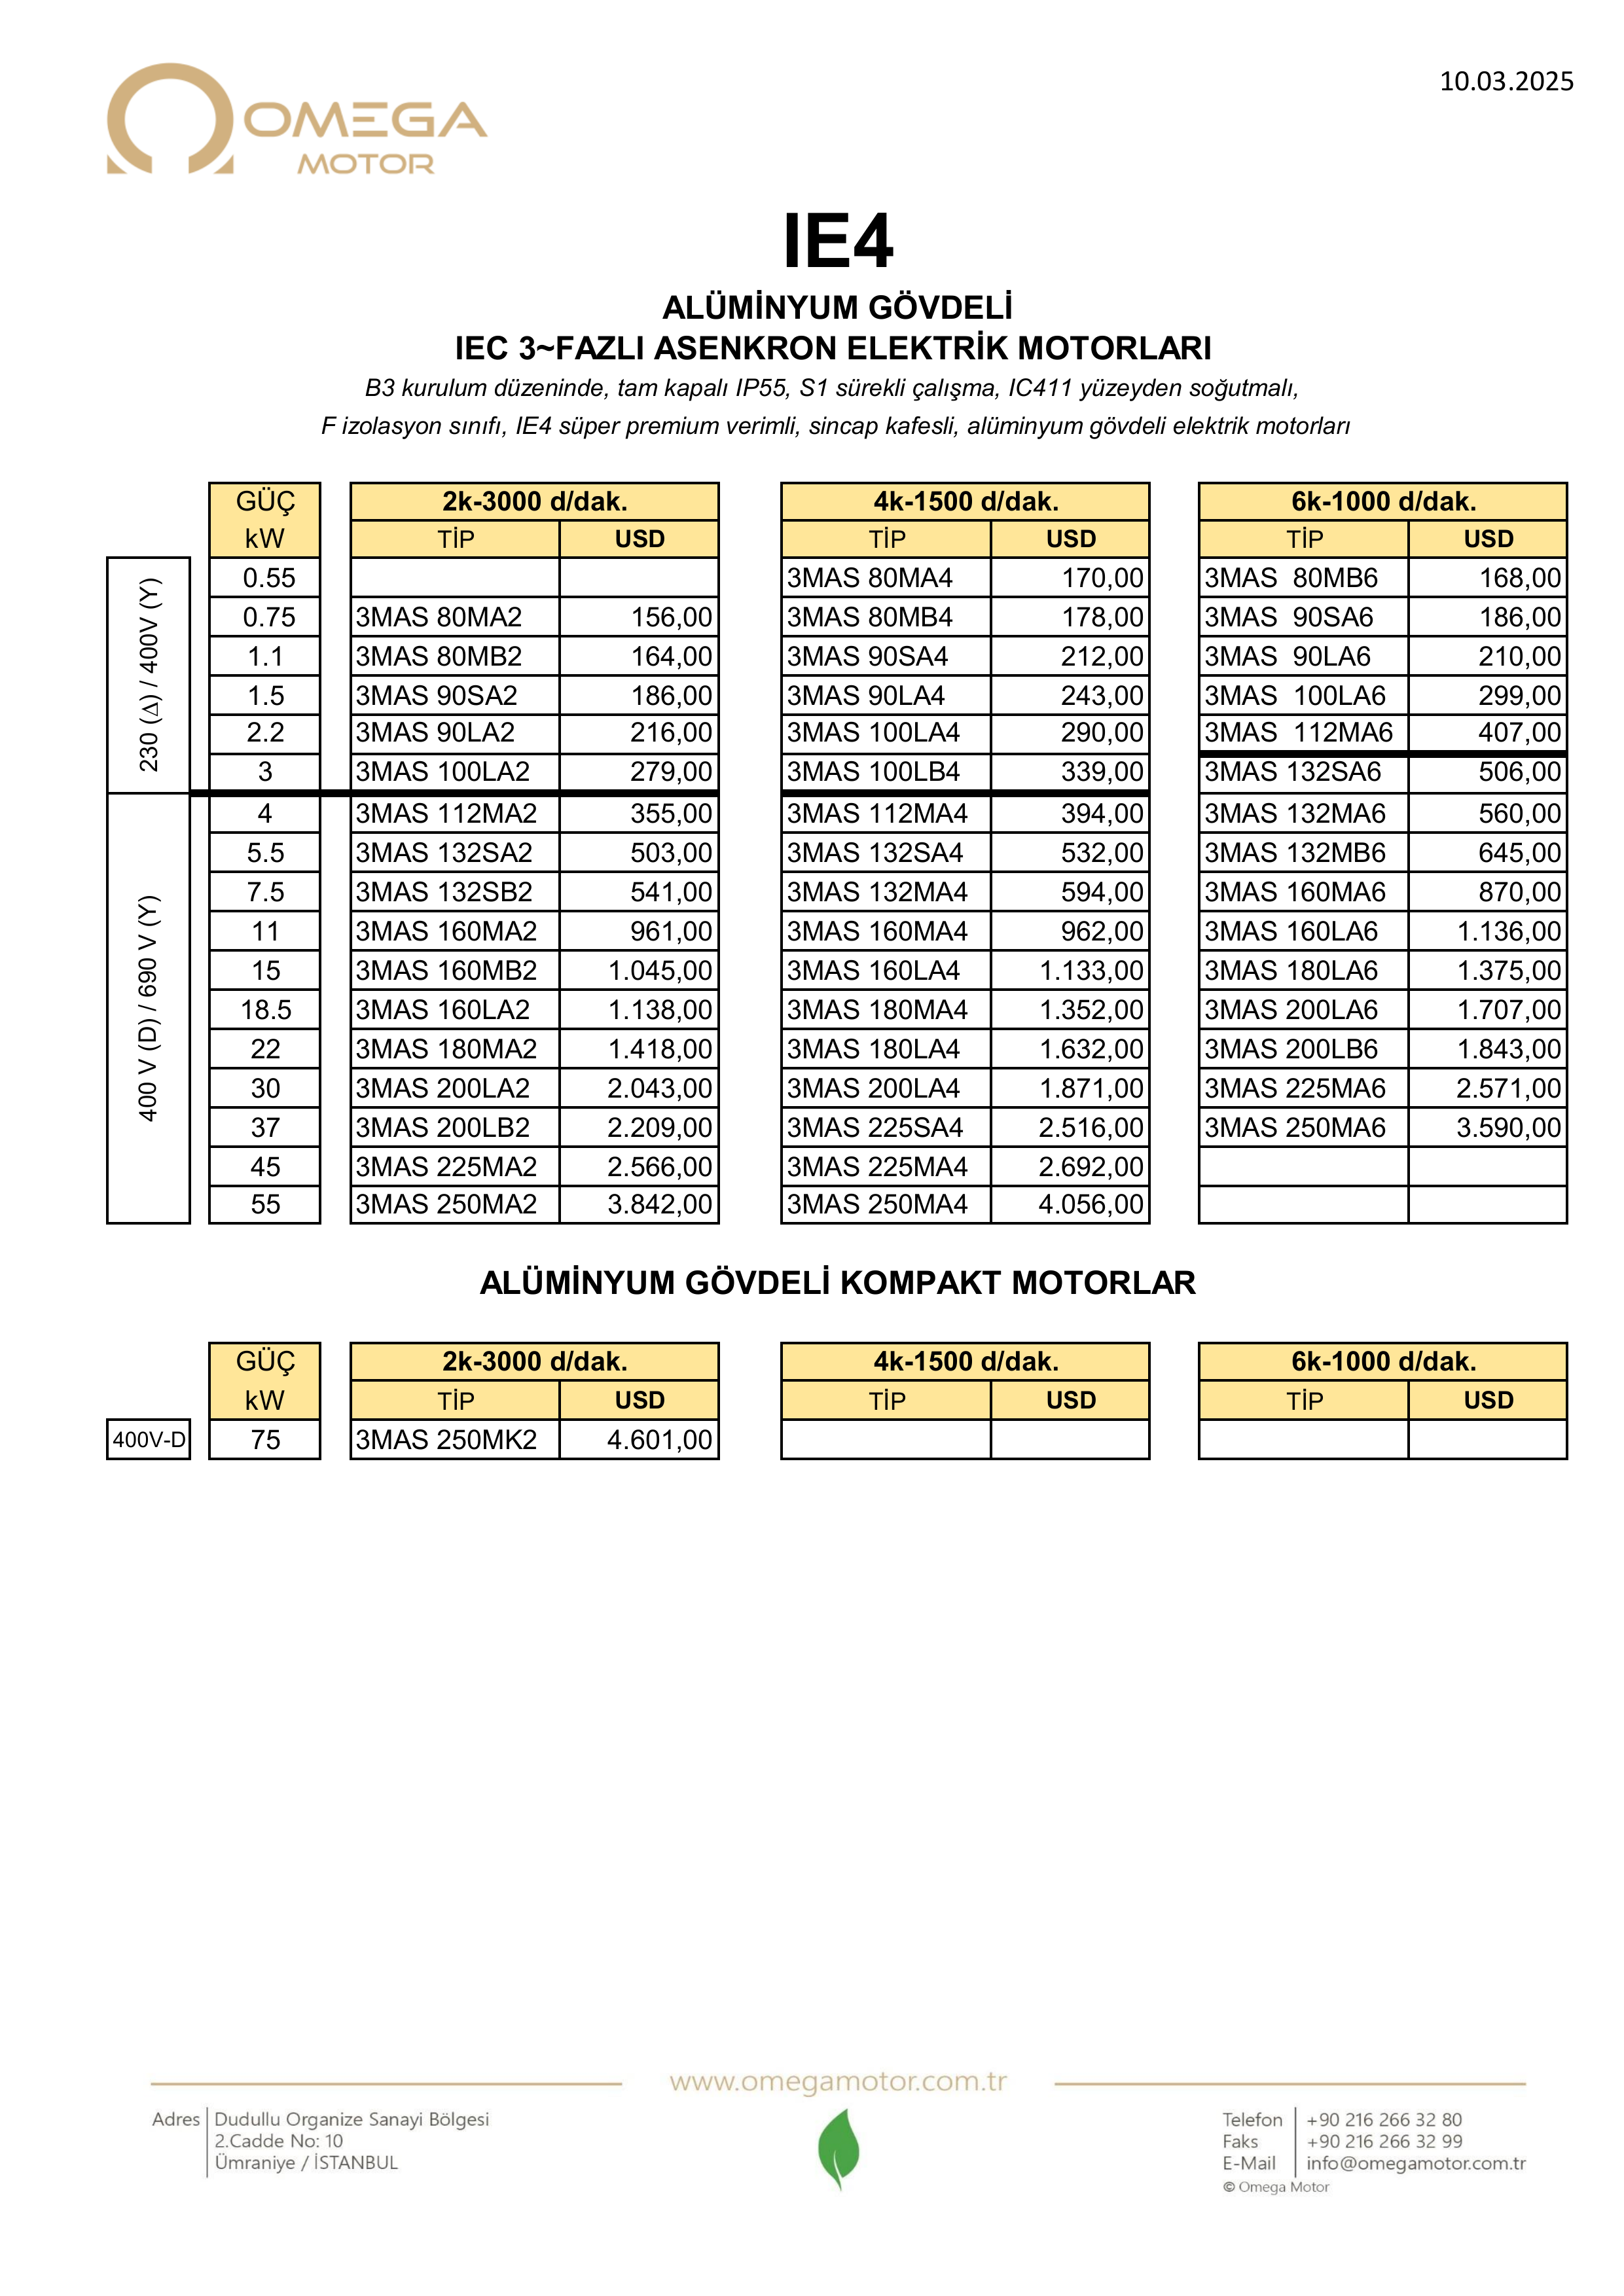 OMEGA
MOTOR
10.03.2025
IE4
ALÜMİNYUM GÖVDELİ
IEC 3~FAZLI ASENKRON ELEKTRİK MOTORLARI
B3 kurulum düzeninde, tam kapalı IP55, S1 sürekli çalışma, IC411 yüzeyden soğutmalı,
F izolasyon sınıfı, IE4 süper premium verimli, sincap kafesli, alüminyum gövdeli elektrik motorları
GÜÇ 2k-3000 d/dak. 4k-1500 d/dak. 6k-1000 d/dak.
kW TİP USD TİP USD TİP USD
230 (Δ) / 400V (Y)
0.55 3MAS 80MA4 170,00 3MAS 80MB6 168,00
0.75 3MAS 80MA2 156,00 3MAS 80MB4 178,00 3MAS 90SA6 186,00
1.1 3MAS 80MB2 164,00 3MAS 90SA4 212,00 3MAS 90LA6 210,00
1.5 3MAS 90SA2 186,00 3MAS 90LA4 243,00 3MAS 100LA6 299,00
2.2 3MAS 90LA2 216,00 3MAS 100LA4 290,00 3MAS 112MA6 407,00
3 3MAS 100LA2 279,00 3MAS 100LB4 339,00 3MAS 132SA6 506,00
400 V (D) / 690 V (Y)
4 3MAS 112MA2 355,00 3MAS 112MA4 394,00 3MAS 132MA6 560,00
5.5 3MAS 132SA2 503,00 3MAS 132SA4 532,00 3MAS 132MB6 645,00
7.5 3MAS 132SB2 541,00 3MAS 132MA4 594,00 3MAS 160MA6 870,00
11 3MAS 160MA2 961,00 3MAS 160MA4 962,00 3MAS 160LA6 1.136,00
15 3MAS 160MB2 1.045,00 3MAS 160LA4 1.133,00 3MAS 180LA6 1.375,00
18.5 3MAS 160LA2 1.138,00 3MAS 180MA4 1.352,00 3MAS 200LA6 1.707,00
22 3MAS 180MA2 1.418,00 3MAS 180LA4 1.632,00 3MAS 200LB6 1.843,00
30 3MAS 200LA2 2.043,00 3MAS 200LA4 1.871,00 3MAS 225MA6 2.571,00
37 3MAS 200LB2 2.209,00 3MAS 225SA4 2.516,00 3MAS 250MA6 3.590,00
45 3MAS 225MA2 2.566,00 3MAS 225MA4 2.692,00
55 3MAS 250MA2 3.842,00 3MAS 250MA4 4.056,00
ALÜMİNYUM GÖVDELİ KOMPAKT MOTORLAR
GÜÇ 2k-3000 d/dak. 4k-1500 d/dak. 6k-1000 d/dak.
kW TİP USD TİP USD TİP USD
400V-D 75 3MAS 250MK2 4.601,00
www.omegamotor.com.tr
Adres Dudullu Organize Sanayi Bölgesi
2.Cadde No: 10
Ümraniye / İSTANBUL
Telefon +90 216 266 32 80
Faks +90 216 266 32 99
E-Mail info@omegamotor.com.tr
© Omega Motor